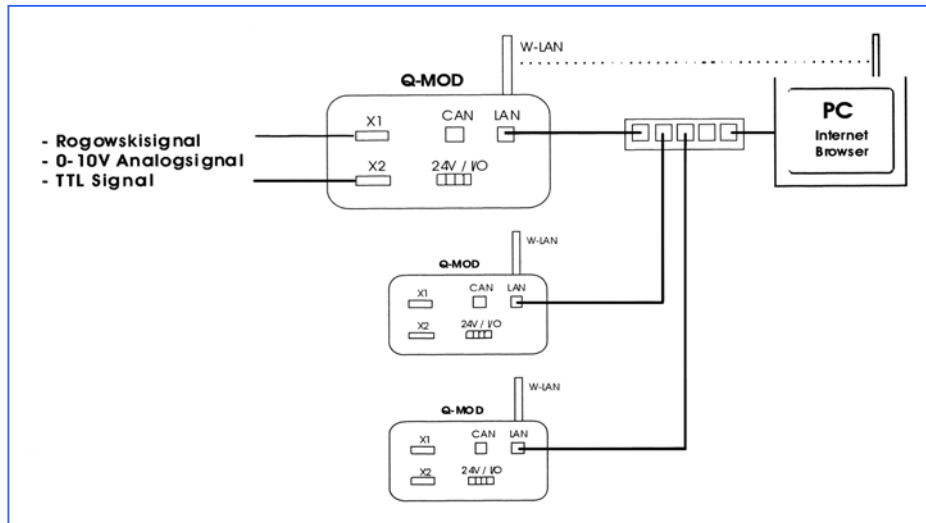 W-LAN
Q-MOD
X1
CAN
LAN
PC
Internet
Browser
- Rogowskisignal
- 0-10V Analogsignal
- TTL Signal
X2
24V / I/O
W-LAN
Q-MOD
X1
CAN
LAN
X2
24V / I/O
W-LAN
Q-MOD
X1
CAN
LAN
X2
24V / I/O